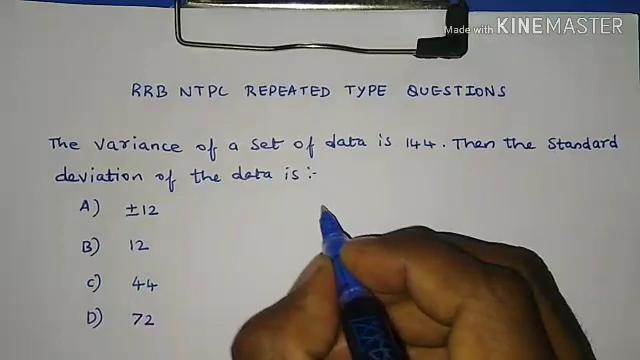 Made with KINEMASTER
RRB NTPC REPEATED TYPE QUESTIONS
The variance of a set of data is 144. Then the standard
deviation of the data is :-
A) ±12
B) 12
C) 44
D) 72